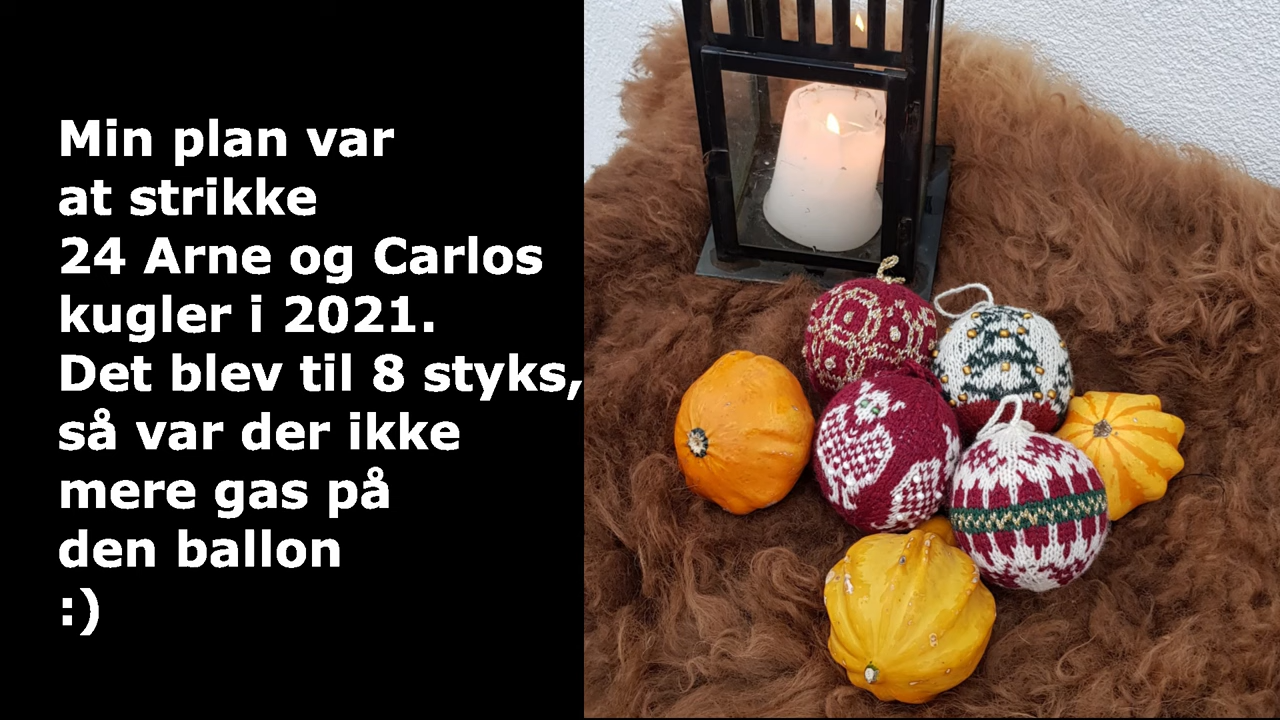 Min plan var
at strikke
24 Arne og Carlos
kugler i 2021.
Det blev til 8 styks,
så var der ikke
mere gas på
den ballon
:)